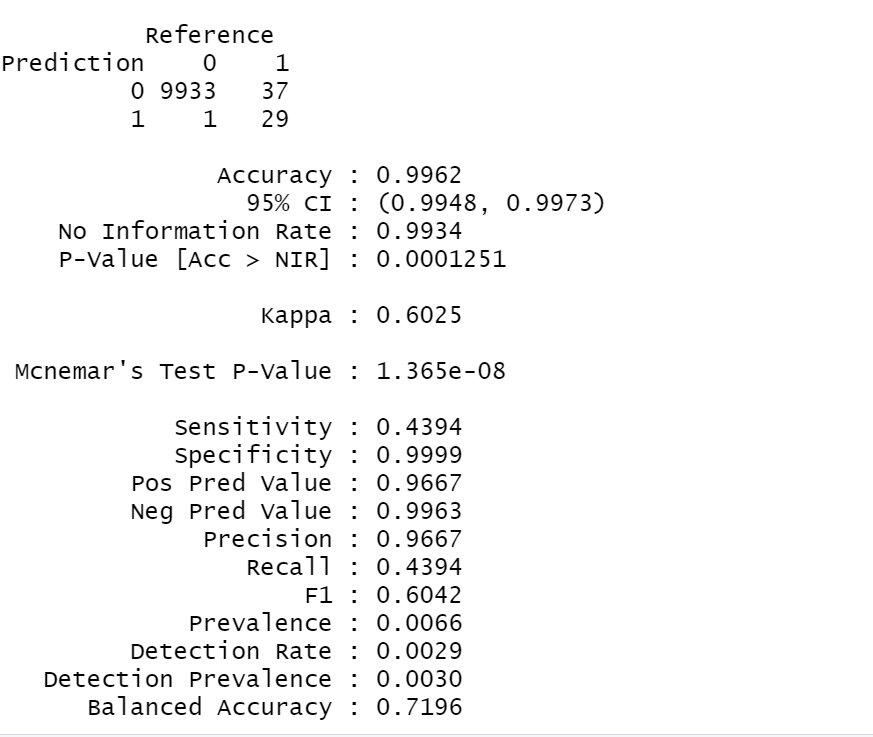 Reference
Prediction    0    1
         0 9933   37
         1    1   29
Accuracy : 0.9962
95% CI : (0.9948, 0.9973)
No Information Rate : 0.9934
P-Value [Acc > NIR] : 0.0001251
Kappa : 0.6025
Mcnemar's Test P-Value : 1.365e-08
Sensitivity : 0.4394
Specificity : 0.9999
Pos Pred Value : 0.9667
Neg Pred Value : 0.9963
Precision : 0.9667
Recall : 0.4394
F1 : 0.6042
Prevalence : 0.0066
Detection Rate : 0.0029
Detection Prevalence : 0.0030
Balanced Accuracy : 0.7196